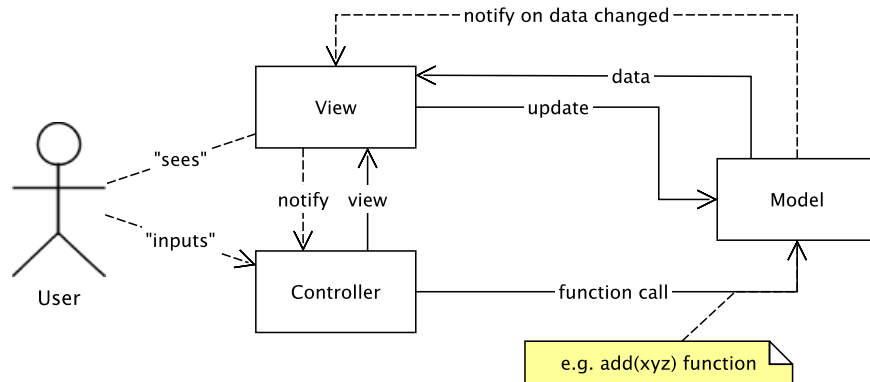 notify on data changed
data
View
update
"sees"
notify
view
Model
"inputs"
User
Controller
function call
e.g. add(xyz) function